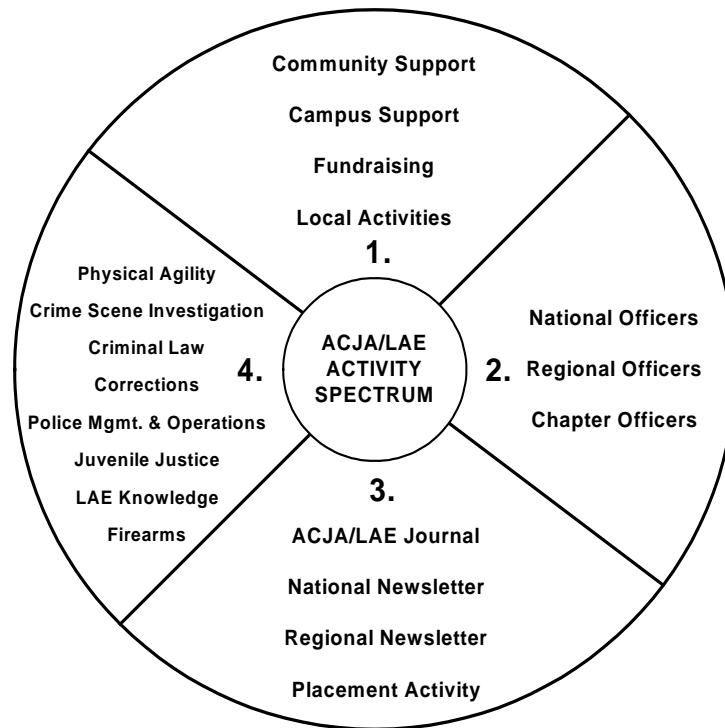 Community Support
Campus Support
Fundraising
Local Activities
1.
National Officers
2. Regional Officers
Chapter Officers
3.
ACJA/LAE Journal
National Newsletter
Regional Newsletter
Placement Activity
4.
Physical Agility
Crime Scene Investigation
Criminal Law
Corrections
Police Mgmt. & Operations
Juvenile Justice
LAE Knowledge
Firearms
ACJA/LAE
ACTIVITY
SPECTRUM